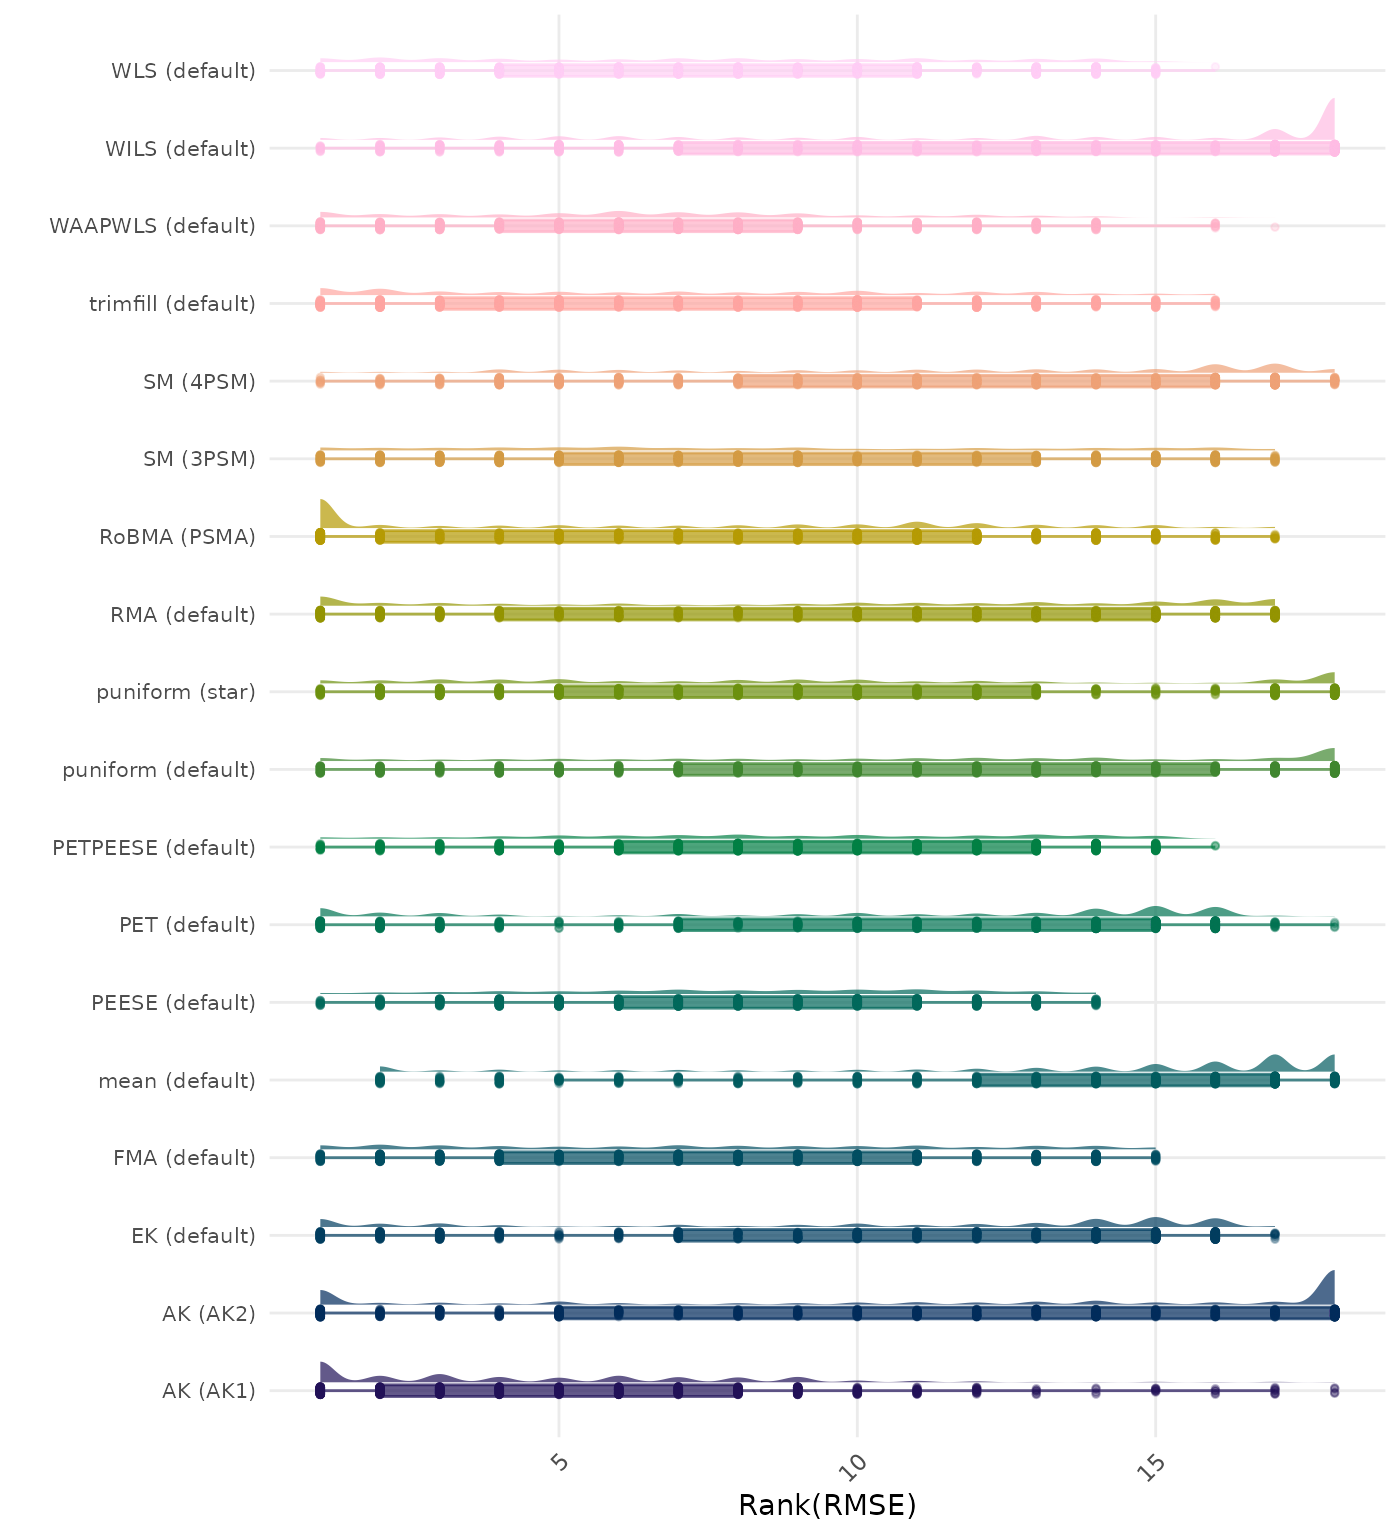 WLS (default)
WILS (default)
WAAPWLS (default)
trimfill (default)
SM (4PSM)
SM (3PSM)
RoBMA (PSMA)
RMA (default)
puniform (star)
puniform (default)
PETPEESE (default)
PET (default)
PEESE (default)
mean (default)
FMA (default)
EK (default)
AK (AK2)
AK (AK1)
5
10
15
Rank(RMSE)